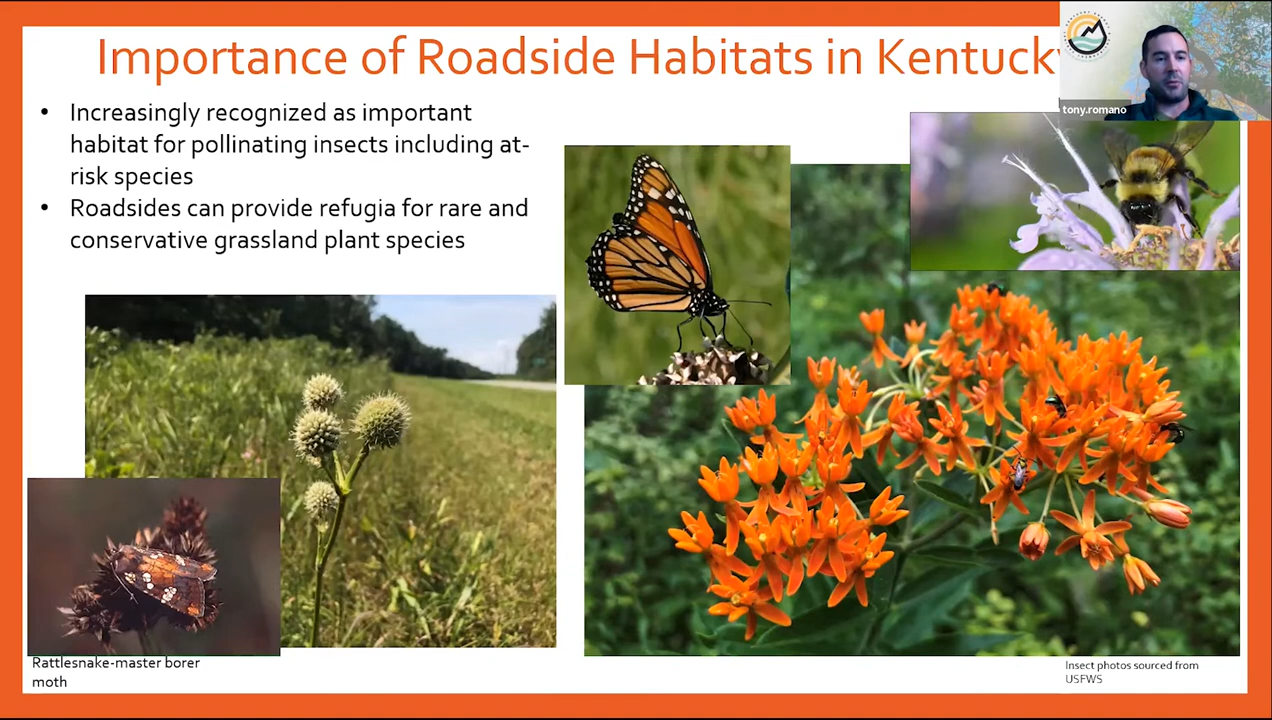 Importance of Roadside Habitats in Kentucky
tony.romano
• Increasingly recognized as important
habitat for pollinating insects including at-
risk species
• Roadsides can provide refugia for rare and
conservative grassland plant species
Rattlesnake-master borer
moth
Insect photos sourced from
USFWS